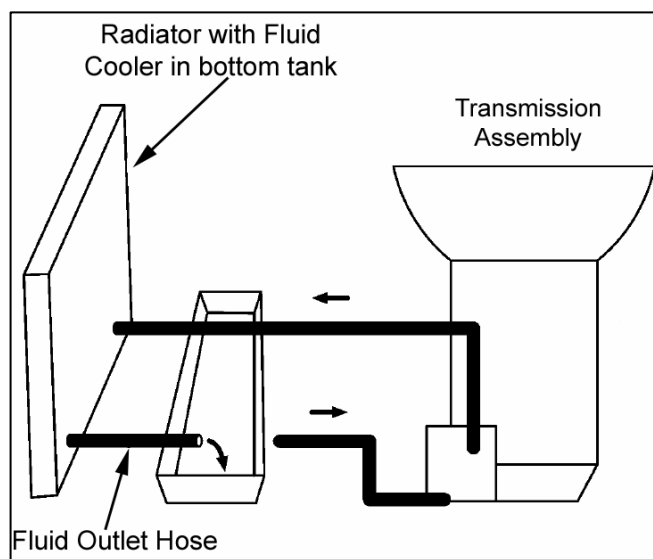 Radiator with Fluid
Cooler in bottom tank
Transmission
Assembly
Fluid Outlet Hose